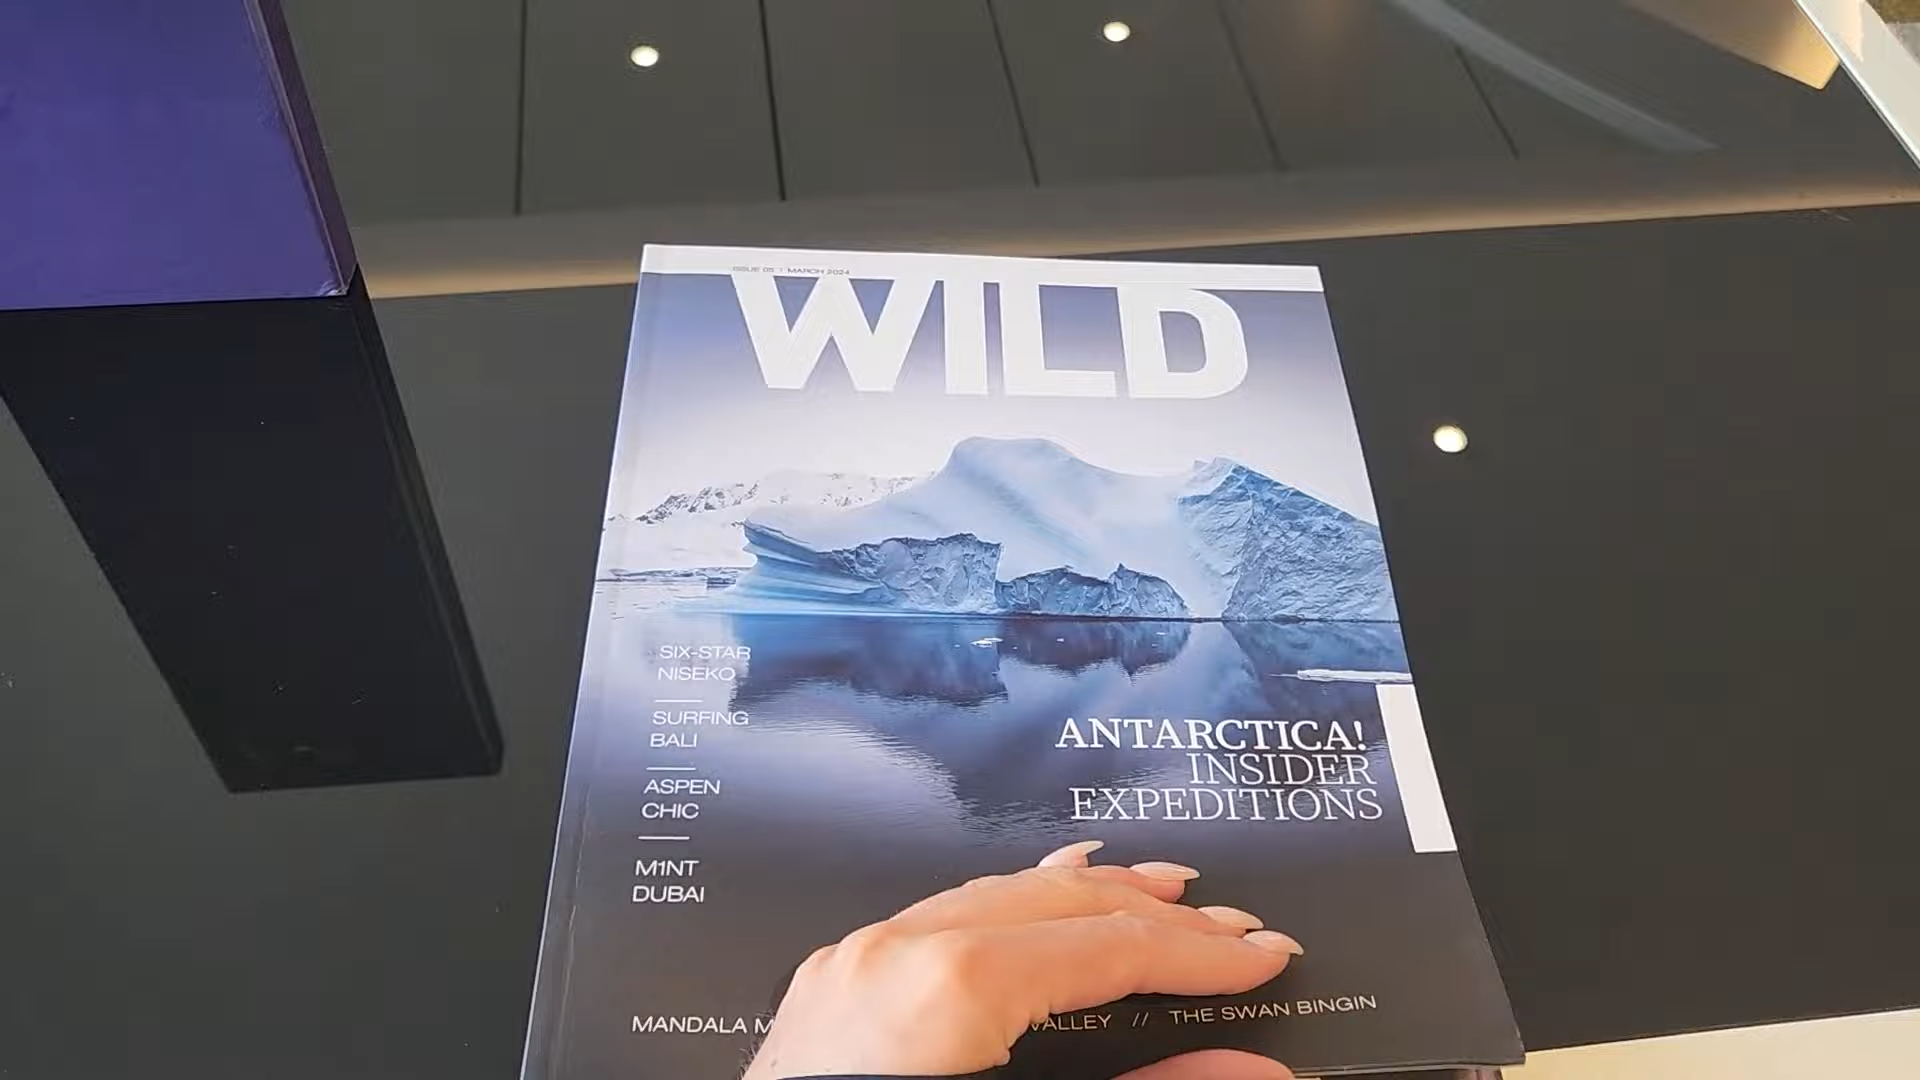 ISSUE 05 | MARCH 2024
WILD
SIX-STAR
NISEKO
SURFING
BALI
ASPEN
CHIC
M1NT
DUBAI
ANTARCTICA!
INSIDER
EXPEDITIONS
MANDALA VALLEY // THE SWAN BINGIN